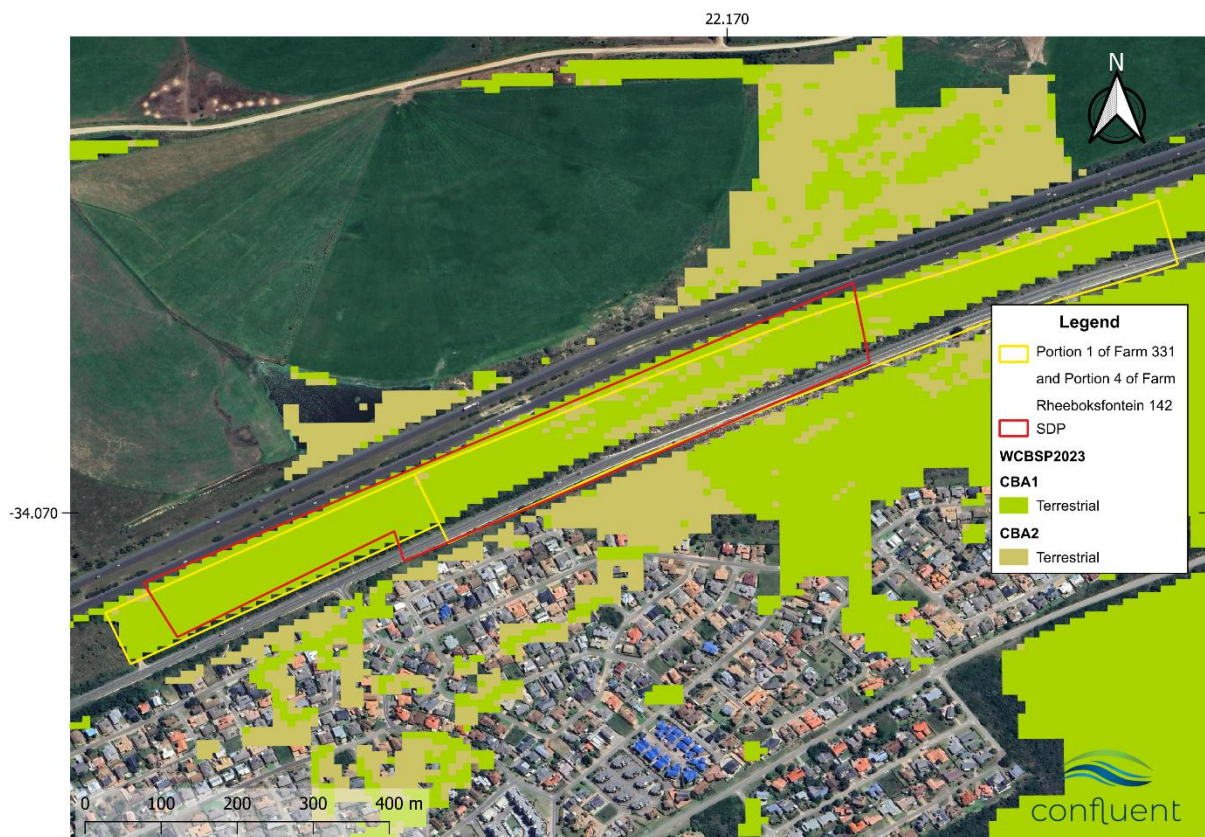 22.170
N
-34.070
Legend
Portion 1 of Farm 331
and Portion 4 of Farm
Rheeboksfontein 142
SDP
WCBSP2023
CBA1
Terrestrial
CBA2
Terrestrial
0 100 200 300 400 m
confluent